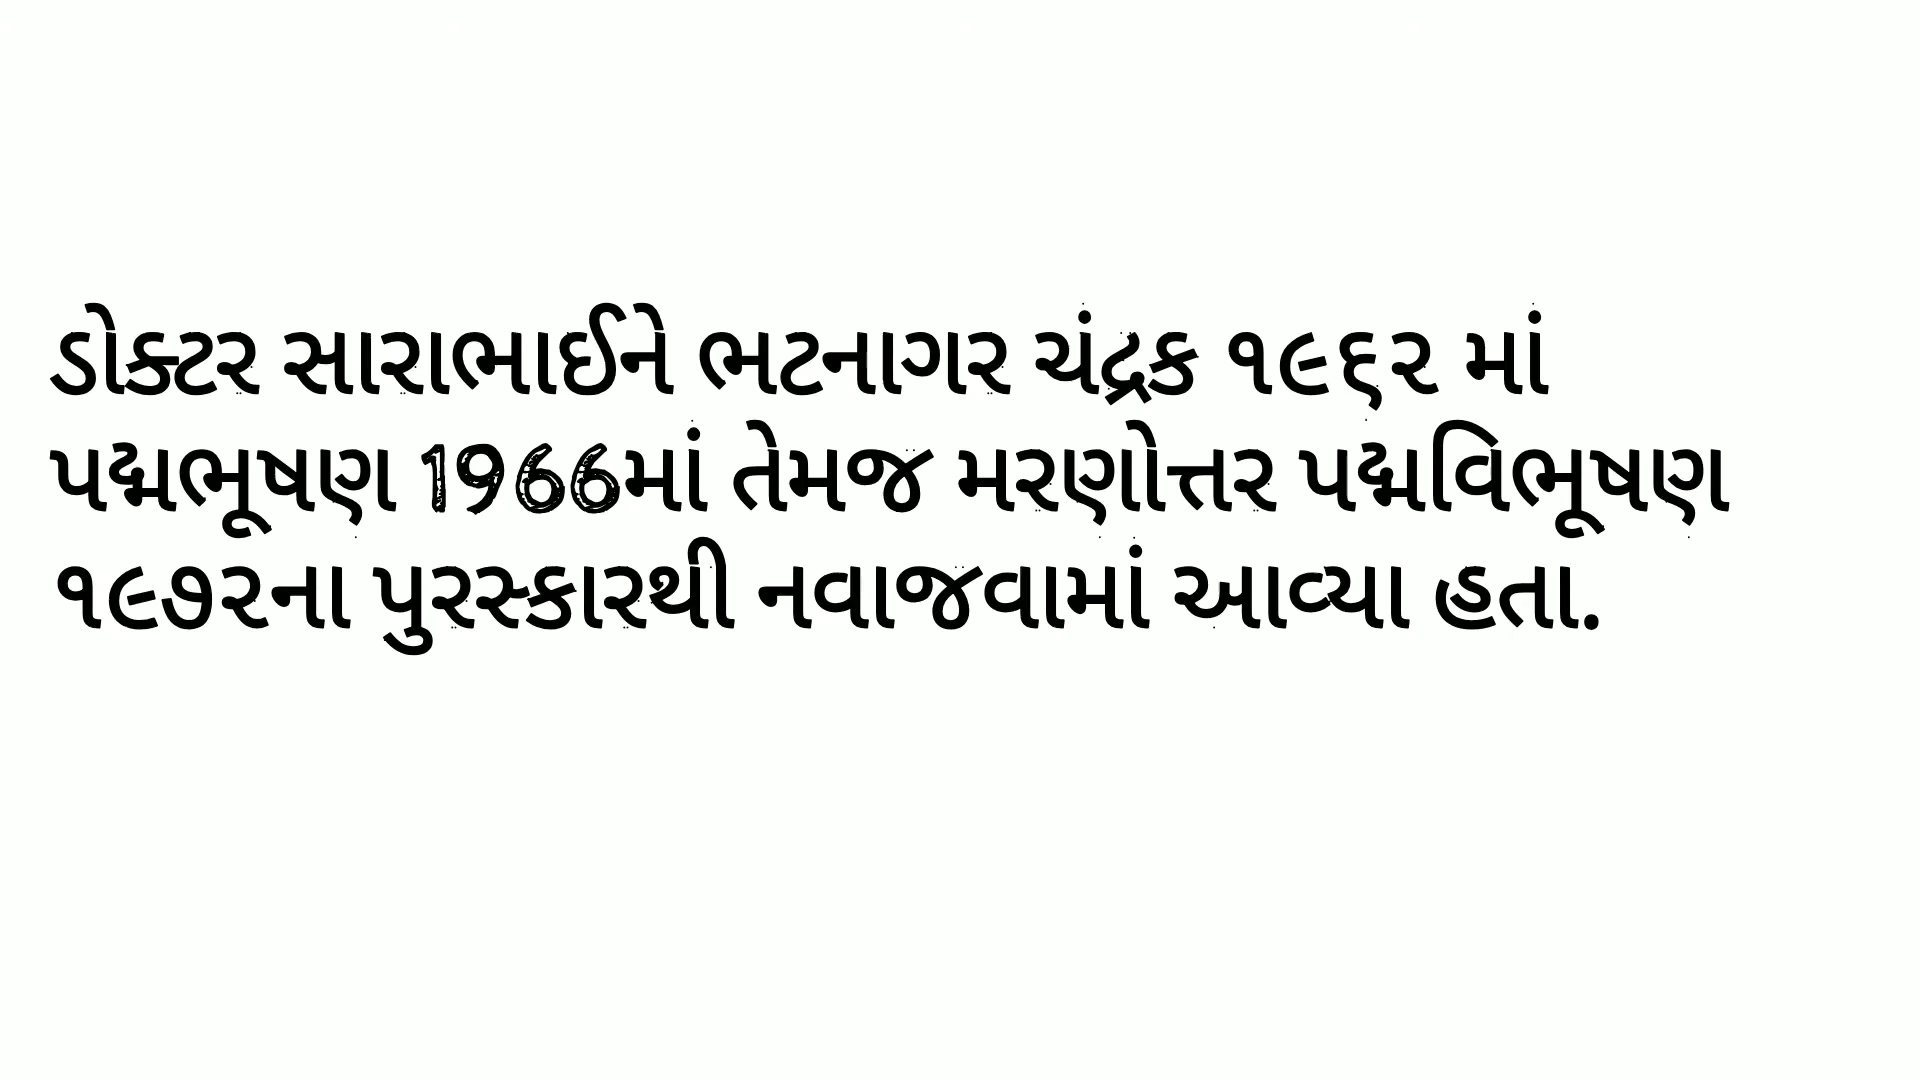 ડોક્ટર સારાભાઈને ભટનાગર ચંદ્રક ૧૯૬૨ માં
પદ્મભૂષણ 1966માં તેમજ મરણોત્તર પદ્મવિભૂષણ
૧૯૭૨ના પુરસ્કારથી નવાજવામાં આવ્યા હતા.